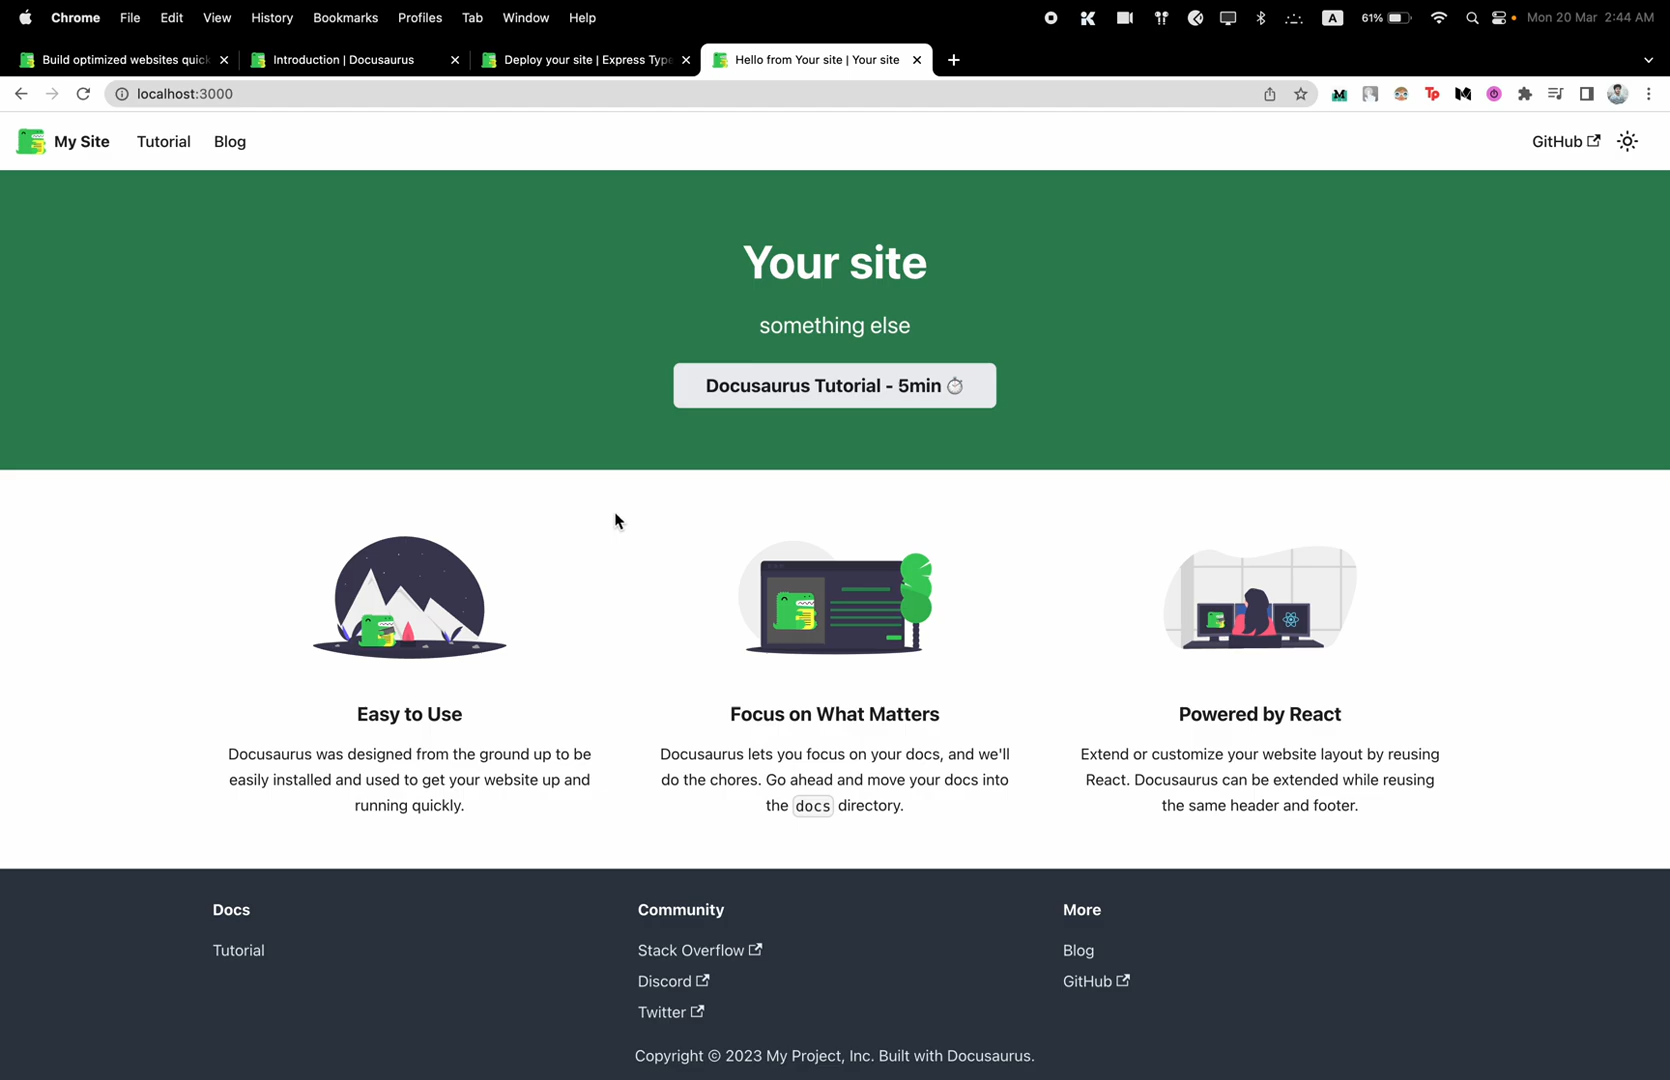 Chrome File Edit View History Bookmarks Profiles Tab Window Help A 61% Mon 20 Mar 2:44 AM
Build optimized websites quic Introduction | Docusaurus Deploy your site | Express Type Hello from Your site | Your site
localhost:3000 Tp
My Site Tutorial Blog GitHub
Your site
something else
Docusaurus Tutorial - 5min ⏱️
Easy to Use
Docusaurus was designed from the ground up to be
easily installed and used to get your website up and
running quickly.
Focus on What Matters
Docusaurus lets you focus on your docs, and we'll
do the chores. Go ahead and move your docs into
the docs directory.
Powered by React
Extend or customize your website layout by reusing
React. Docusaurus can be extended while reusing
the same header and footer.
Docs
Tutorial
Community
Stack Overflow
Discord
Twitter
More
Blog
GitHub
Copyright © 2023 My Project, Inc. Built with Docusaurus.